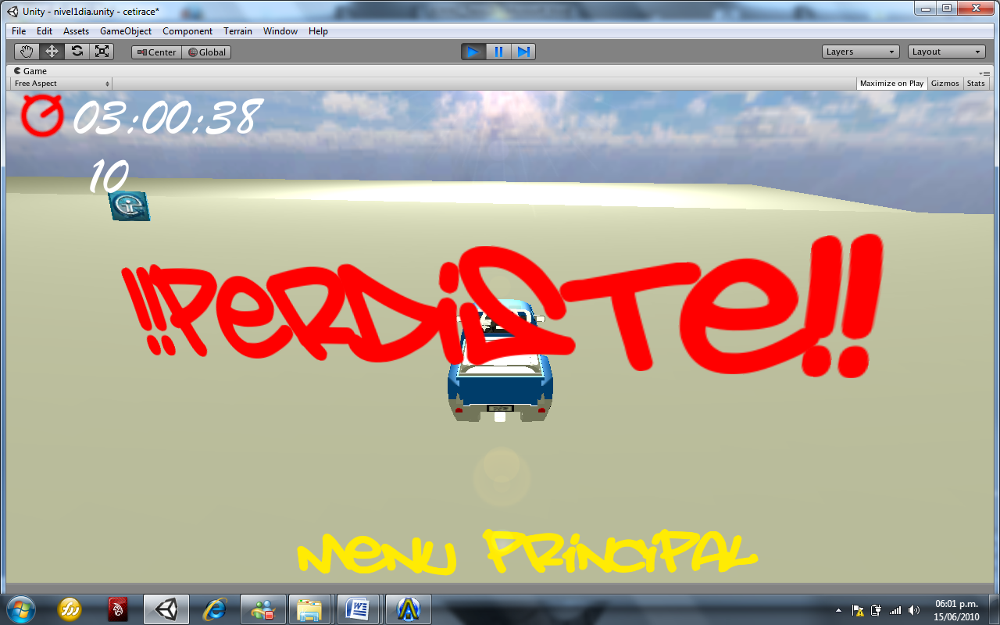 Unity - nivel1dia.unity - cetirace*
File Edit Assets GameObject Component Terrain Window Help
Center Global Layers Layout
Game
Free Aspect Maximize on Play Gizmos Stats
03:00:38
10
!!PERDiSTe!!
MeNU PRiNCiPAL
06:01 p.m.
15/06/2010